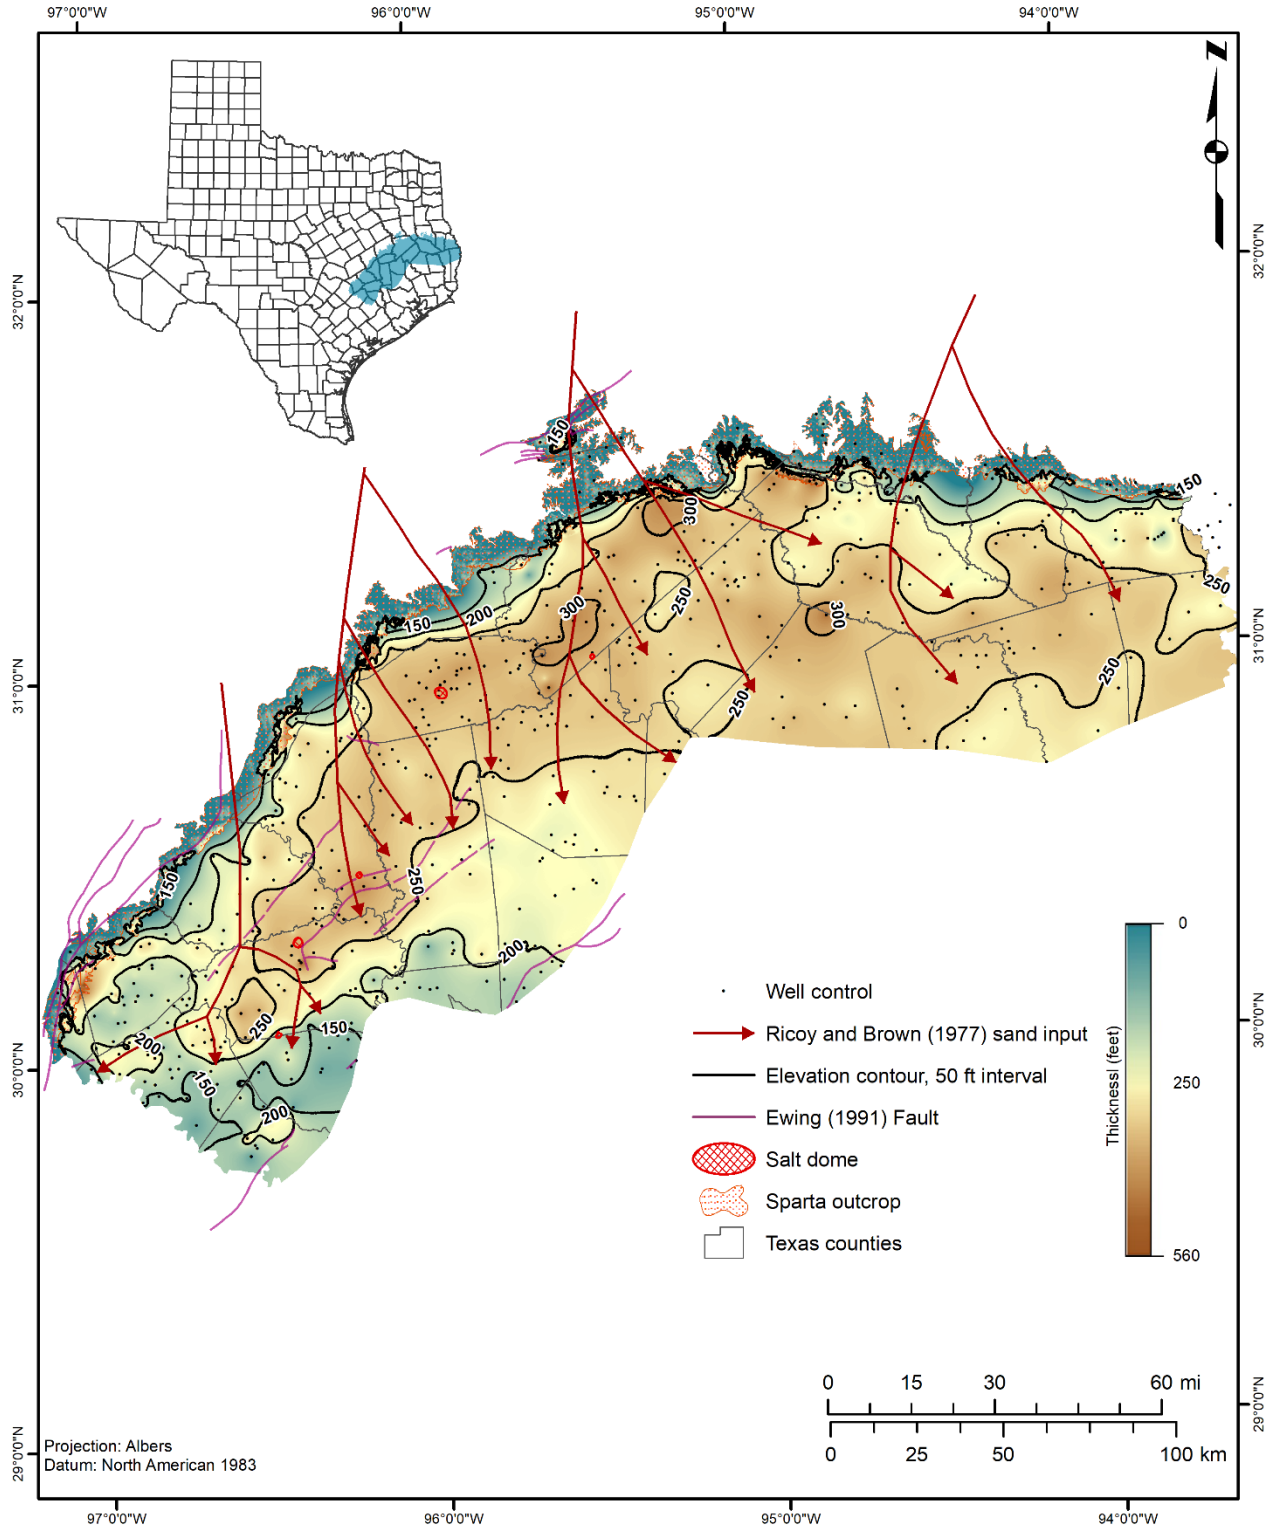 97°0'0"W 96°0'0"W 95°0'0"W 94°0'0"W
N
32°0'0"N
32°0'0"N
150
150
300
250
250
300
300
200
150
31°0'0"N
31°0'0"N
250
250
250
150
200
250
150
200
150
200
30°0'0"N
30°0'0"N
Well control
Ricoy and Brown (1977) sand input
Elevation contour, 50 ft interval
Ewing (1991) Fault
Salt dome
Sparta outcrop
Texas counties
Thicknessl (feet)
0
250
560
0 15 30 60 mi
0 25 50 100 km
29°0'0"N
29°0'0"N
Projection: Albers
Datum: North American 1983
97°0'0"W 96°0'0"W 95°0'0"W 94°0'0"W